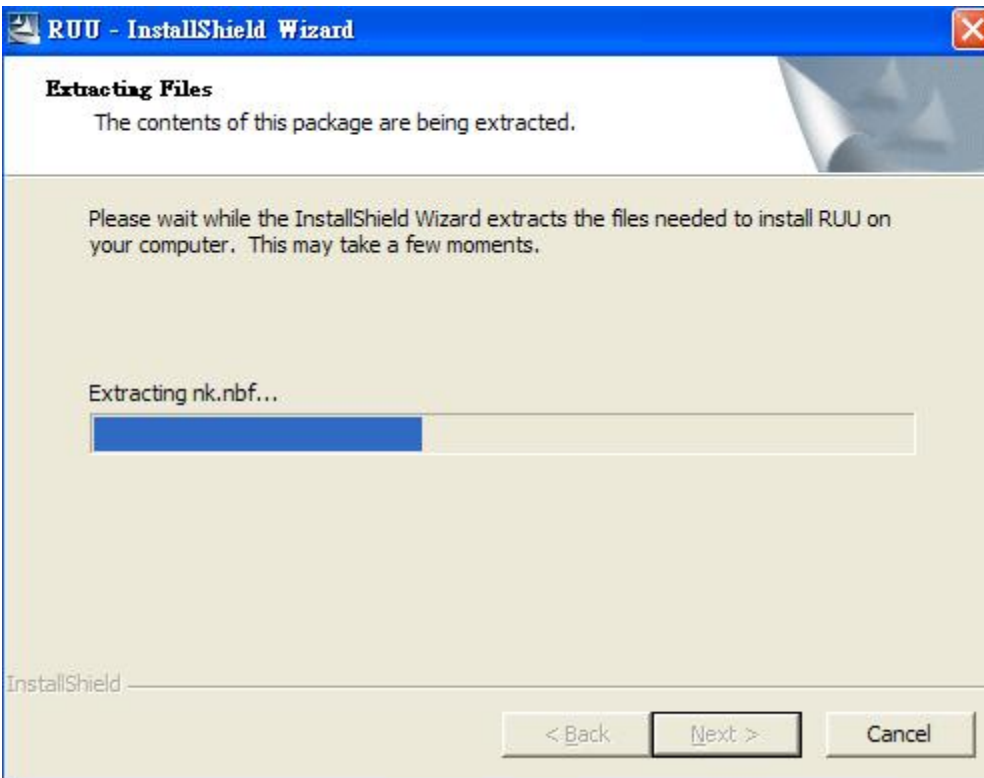 RUU - InstallShield Wizard
Extracting Files
The contents of this package are being extracted.
Please wait while the InstallShield Wizard extracts the files needed to install RUU on
your computer.  This may take a few moments.
Extracting nk.nbf...
InstallShield
< Back
Next >
Cancel